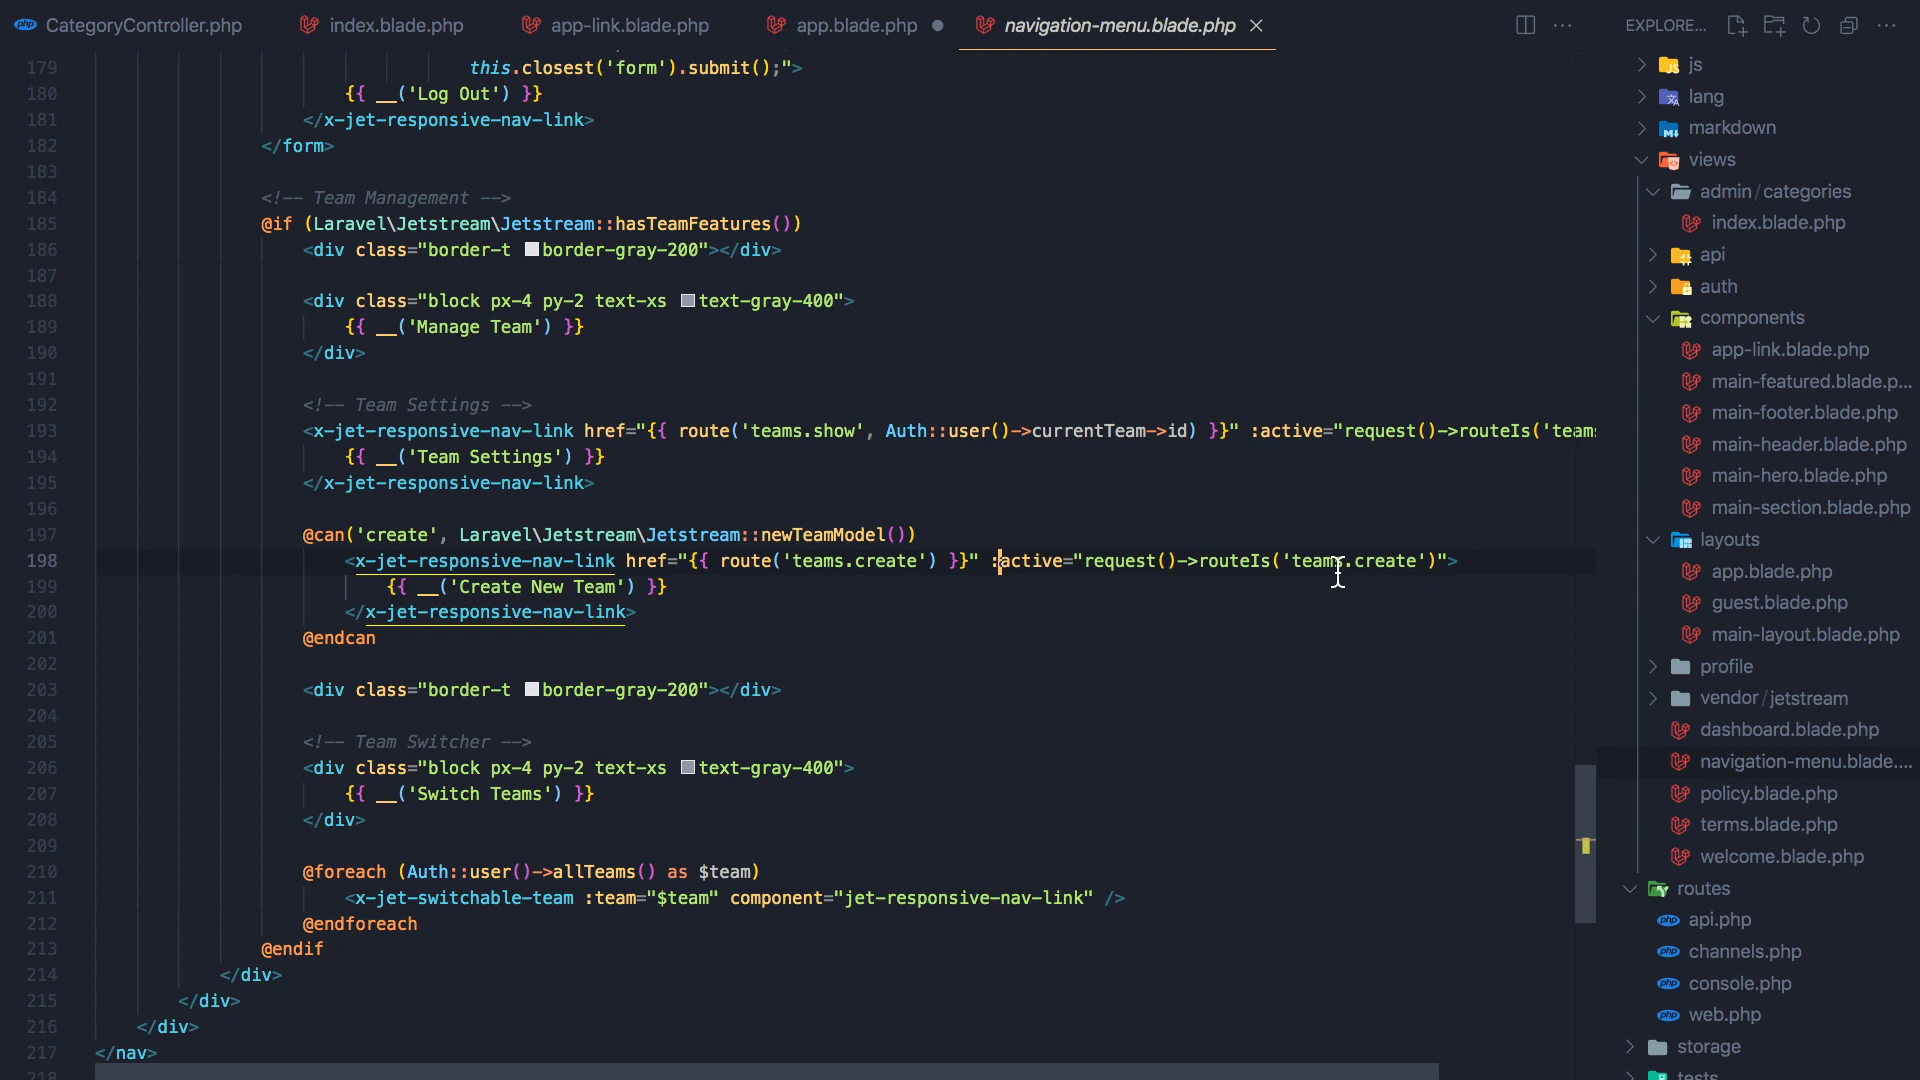 CategoryController.php
index.blade.php
app-link.blade.php
app.blade.php
navigation-menu.blade.php
EXPLORE...
179 this.closest('form').submit();">
180 {{ __('Log Out') }}
181 </x-jet-responsive-nav-link>
182 </form>
183
184 <!-- Team Management -->
185 @if (Laravel\Jetstream\Jetstream::hasTeamFeatures())
186 <div class="border-t border-gray-200"></div>
187
188 <div class="block px-4 py-2 text-xs text-gray-400">
189 {{ __('Manage Team') }}
190 </div>
191
192 <!-- Team Settings -->
193 <x-jet-responsive-nav-link href="{{ route('teams.show', Auth::user()->currentTeam->id) }}" :active="request()->routeIs('team
194 {{ __('Team Settings') }}
195 </x-jet-responsive-nav-link>
196
197 @can('create', Laravel\Jetstream\Jetstream::newTeamModel())
198 <x-jet-responsive-nav-link href="{{ route('teams.create') }}" :active="request()->routeIs('teams.create')">
199 {{ __('Create New Team') }}
200 </x-jet-responsive-nav-link>
201 @endcan
202
203 <div class="border-t border-gray-200"></div>
204
205 <!-- Team Switcher -->
206 <div class="block px-4 py-2 text-xs text-gray-400">
207 {{ __('Switch Teams') }}
208 </div>
209
210 @foreach (Auth::user()->allTeams() as $team)
211 <x-jet-switchable-team :team="$team" component="jet-responsive-nav-link" />
212 @endforeach
213 @endif
214 </div>
215 </div>
216 </div>
217 </nav>
218
js
lang
markdown
views
admin/categories
index.blade.php
api
auth
components
app-link.blade.php
main-featured.blade.p...
main-footer.blade.php
main-header.blade.php
main-hero.blade.php
main-section.blade.php
layouts
app.blade.php
guest.blade.php
main-layout.blade.php
profile
vendor/jetstream
dashboard.blade.php
navigation-menu.blade....
policy.blade.php
terms.blade.php
welcome.blade.php
routes
api.php
channels.php
console.php
web.php
storage
tests